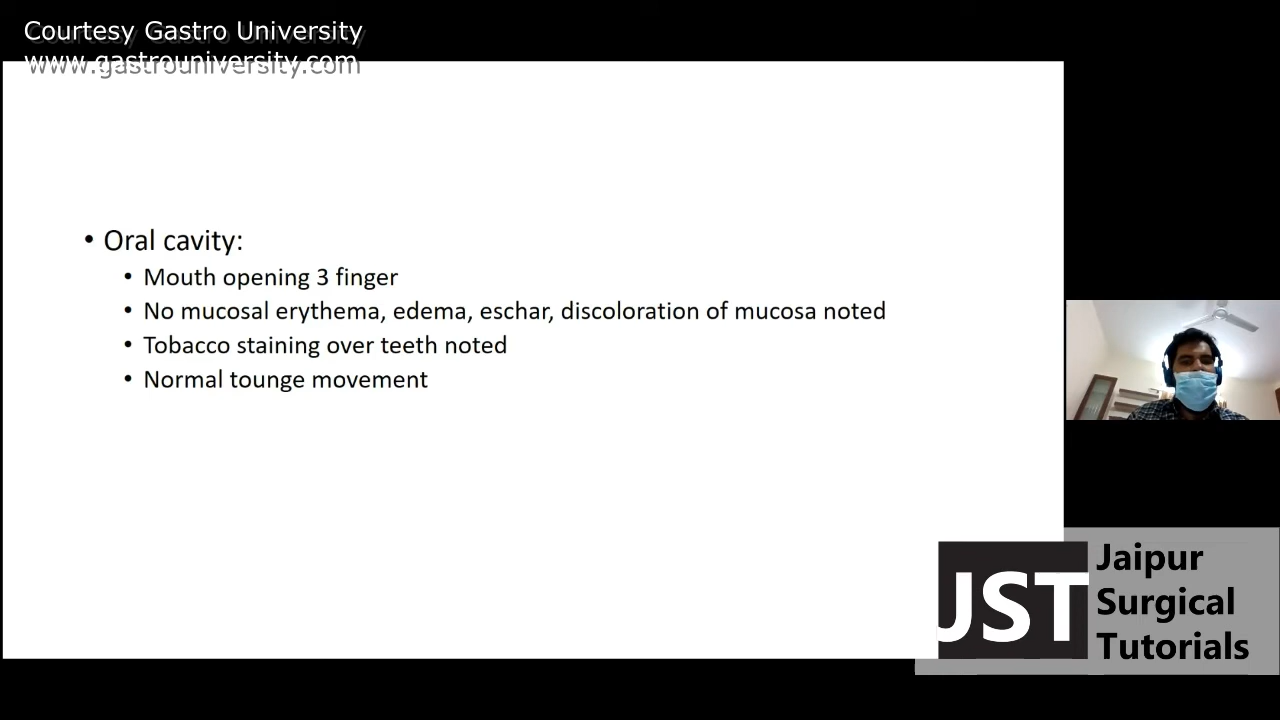 Courtesy Gastro University
www.gastrouniversity.com
• Oral cavity:
• Mouth opening 3 finger
• No mucosal erythema, edema, eschar, discoloration of mucosa noted
• Tobacco staining over teeth noted
• Normal tounge movement
JST
Jaipur
Surgical
Tutorials